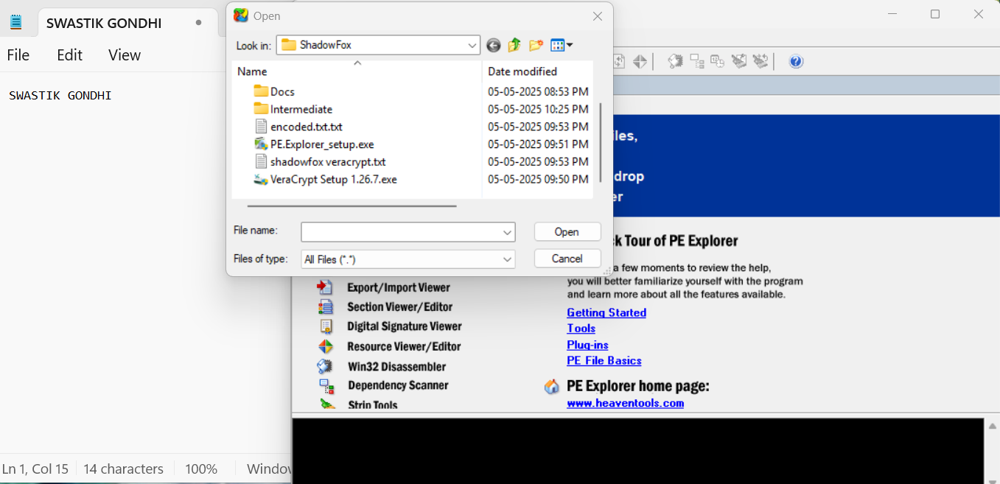 SWASTIK GONDHI
File Edit View
SWASTIK GONDHI
Ln 1, Col 15 14 characters 100%
Open
Look in: ShadowFox
Name Date modified
Docs 05-05-2025 08:53 PM
Intermediate 05-05-2025 10:25 PM
encoded.txt.txt 05-05-2025 09:53 PM
PE.Explorer_setup.exe 05-05-2025 09:51 PM
shadowfox veracrypt.txt 05-05-2025 09:53 PM
VeraCrypt Setup 1.26.7.exe 05-05-2025 09:50 PM
File name: Open
Files of type: All Files (*.*) Cancel
drop
Export/Import Viewer
Section Viewer/Editor
Digital Signature Viewer
Resource Viewer/Editor
Win32 Disassembler
Dependency Scanner
Strip Tools
Tour of PE Explorer
a few moments to review the help,
you will better familiarize yourself with the program
and learn more about all the features available.
Getting Started
Tools
Plug-ins
PE File Basics
PE Explorer home page:
www.heaventools.com